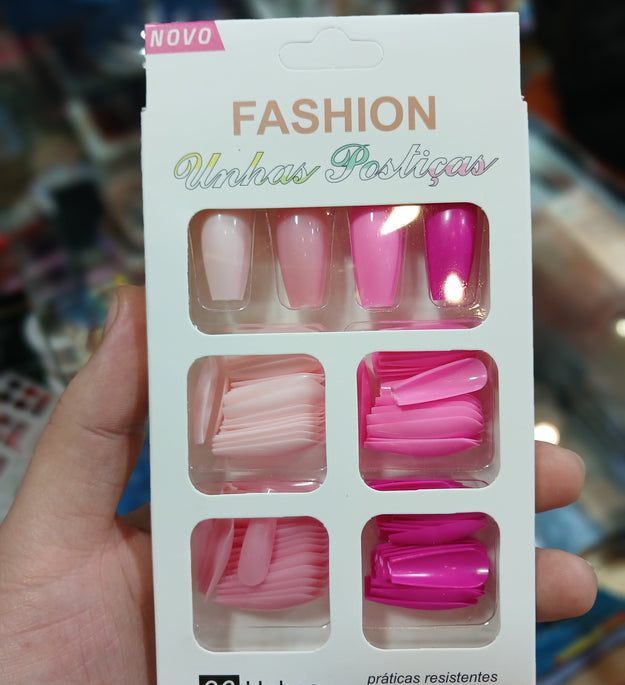 NOVO
FASHION
Unhas Postiças
práticas resistentes